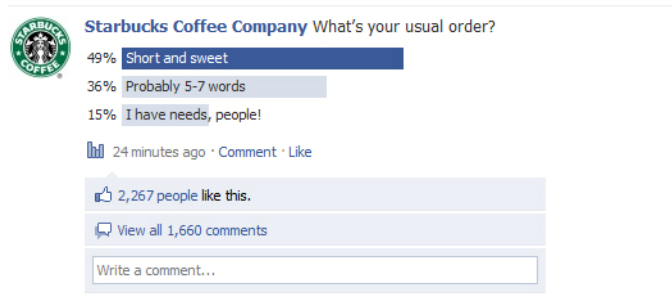 STARBUCKS
COFFEE
Starbucks Coffee Company What's your usual order?
49% Short and sweet
36% Probably 5-7 words
15% I have needs, people!
24 minutes ago · Comment · Like
2,267 people like this.
View all 1,660 comments
Write a comment...